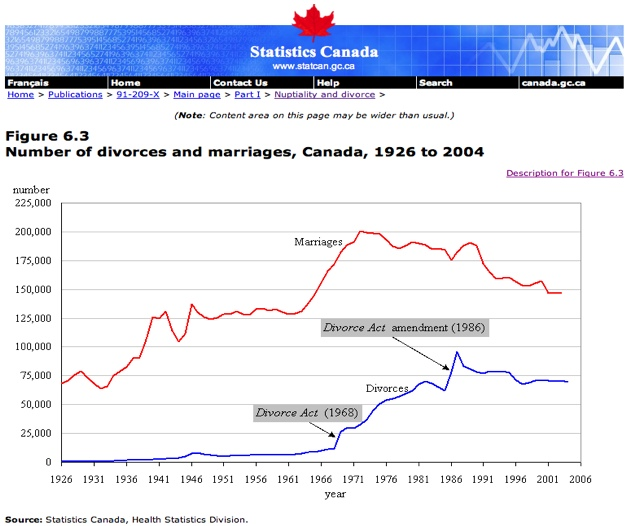 Statistics Canada
www.statcan.gc.ca
Français Home Contact Us Help Search canada.gc.ca
Home > Publications > 91-209-X > Main page > Part I > Nuptiality and divorce >
(Note: Content area on this page may be wider than usual.)
Figure 6.3
Number of divorces and marriages, Canada, 1926 to 2004
Description for Figure 6.3
number
225,000
200,000
Marriages
175,000
150,000
Divorce Act amendment (1986)
125,000
100,000
75,000
Divorces
50,000
Divorce Act (1968)
25,000
0
1926 1931 1936 1941 1946 1951 1956 1961 1966 1971 1976 1981 1986 1991 1996 2001 2006
year
Source: Statistics Canada, Health Statistics Division.